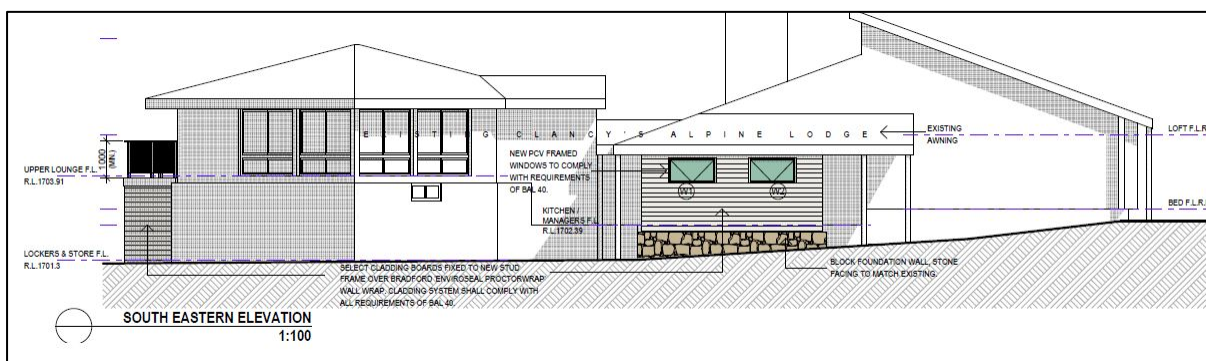 EXISTING CLANCY'S ALPINE LODGE
EXISTING
AWNING
LOFT F.L.R
NEW PCV FRAMED
WINDOWS TO COMPLY
WITH REQUIREMENTS
OF BAL 40.
1000
(MIN.)
UPPER LOUNGE F.L.
R.L.1703.91
W1
W2
KITCHEN /
MANAGERS F.L.
R.L.1702.39
BED F.L.R.
LOCKERS & STORE F.L.
R.L.1701.3
SELECT CLADDING BOARDS FIXED TO NEW STUD
FRAME OVER BRADFORD 'ENVIROSEAL PROCTORWRAP'
WALL WRAP. CLADDING SYSTEM SHALL COMPLY WITH
ALL REQUIREMENTS OF BAL 40.
BLOCK FOUNDATION WALL, STONE
FACING TO MATCH EXISTING.
SOUTH EASTERN ELEVATION
1:100